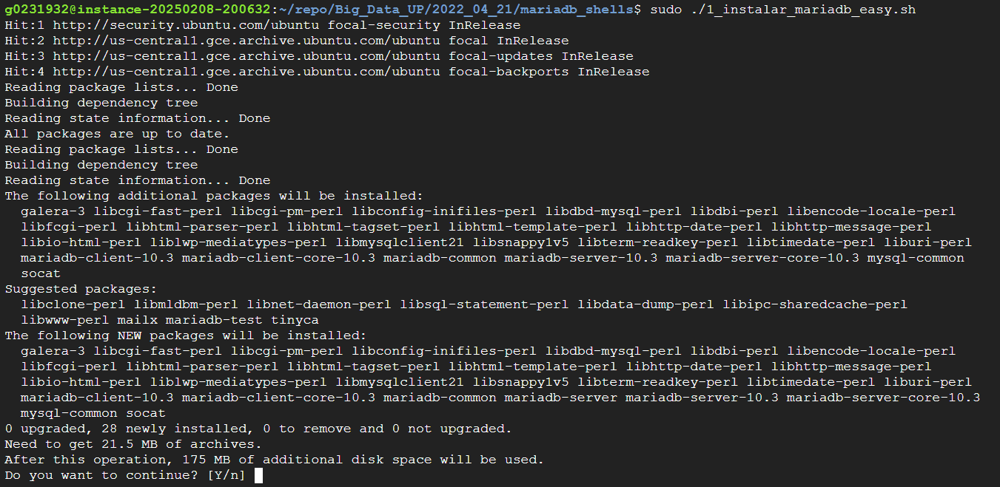 g0231932@instance-20250208-200632:~/repo/Big_Data_UP/2022_04_21/mariadb_shells$ sudo ./1_instalar_mariadb_easy.sh
Hit:1 http://security.ubuntu.com/ubuntu focal-security InRelease
Hit:2 http://us-central1.gce.archive.ubuntu.com/ubuntu focal InRelease
Hit:3 http://us-central1.gce.archive.ubuntu.com/ubuntu focal-updates InRelease
Hit:4 http://us-central1.gce.archive.ubuntu.com/ubuntu focal-backports InRelease
Reading package lists... Done
Building dependency tree
Reading state information... Done
All packages are up to date.
Reading package lists... Done
Building dependency tree
Reading state information... Done
The following additional packages will be installed:
  galera-3 libcgi-fast-perl libcgi-pm-perl libconfig-inifiles-perl libdbd-mysql-perl libdbi-perl libencode-locale-perl
  libfcgi-perl libhtml-parser-perl libhtml-tagset-perl libhtml-template-perl libhttp-date-perl libhttp-message-perl
  libio-html-perl liblwp-mediatypes-perl libmysqlclient21 libsnappy1v5 libterm-readkey-perl libtimedate-perl liburi-perl
  mariadb-client-10.3 mariadb-client-core-10.3 mariadb-common mariadb-server-10.3 mariadb-server-core-10.3 mysql-common
  socat
Suggested packages:
  libclone-perl libmldbm-perl libnet-daemon-perl libsql-statement-perl libdata-dump-perl libipc-sharedcache-perl
  libwww-perl mailx mariadb-test tinyca
The following NEW packages will be installed:
  galera-3 libcgi-fast-perl libcgi-pm-perl libconfig-inifiles-perl libdbd-mysql-perl libdbi-perl libencode-locale-perl
  libfcgi-perl libhtml-parser-perl libhtml-tagset-perl libhtml-template-perl libhttp-date-perl libhttp-message-perl
  libio-html-perl liblwp-mediatypes-perl libmysqlclient21 libsnappy1v5 libterm-readkey-perl libtimedate-perl liburi-perl
  mariadb-client-10.3 mariadb-client-core-10.3 mariadb-common mariadb-server mariadb-server-10.3 mariadb-server-core-10.3
  mysql-common socat
0 upgraded, 28 newly installed, 0 to remove and 0 not upgraded.
Need to get 21.5 MB of archives.
After this operation, 175 MB of additional disk space will be used.
Do you want to continue? [Y/n]